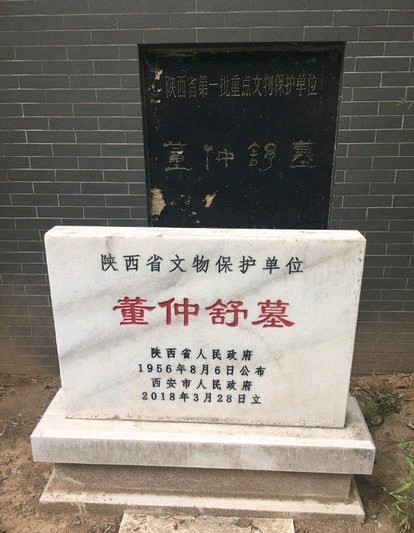 陕西省第一批重点文物保护单位
董仲舒墓
陕西省文物保护单位
董仲舒墓
陕西省人民政府
1956年8月6日公布
西安市人民政府
2018年3月28日立